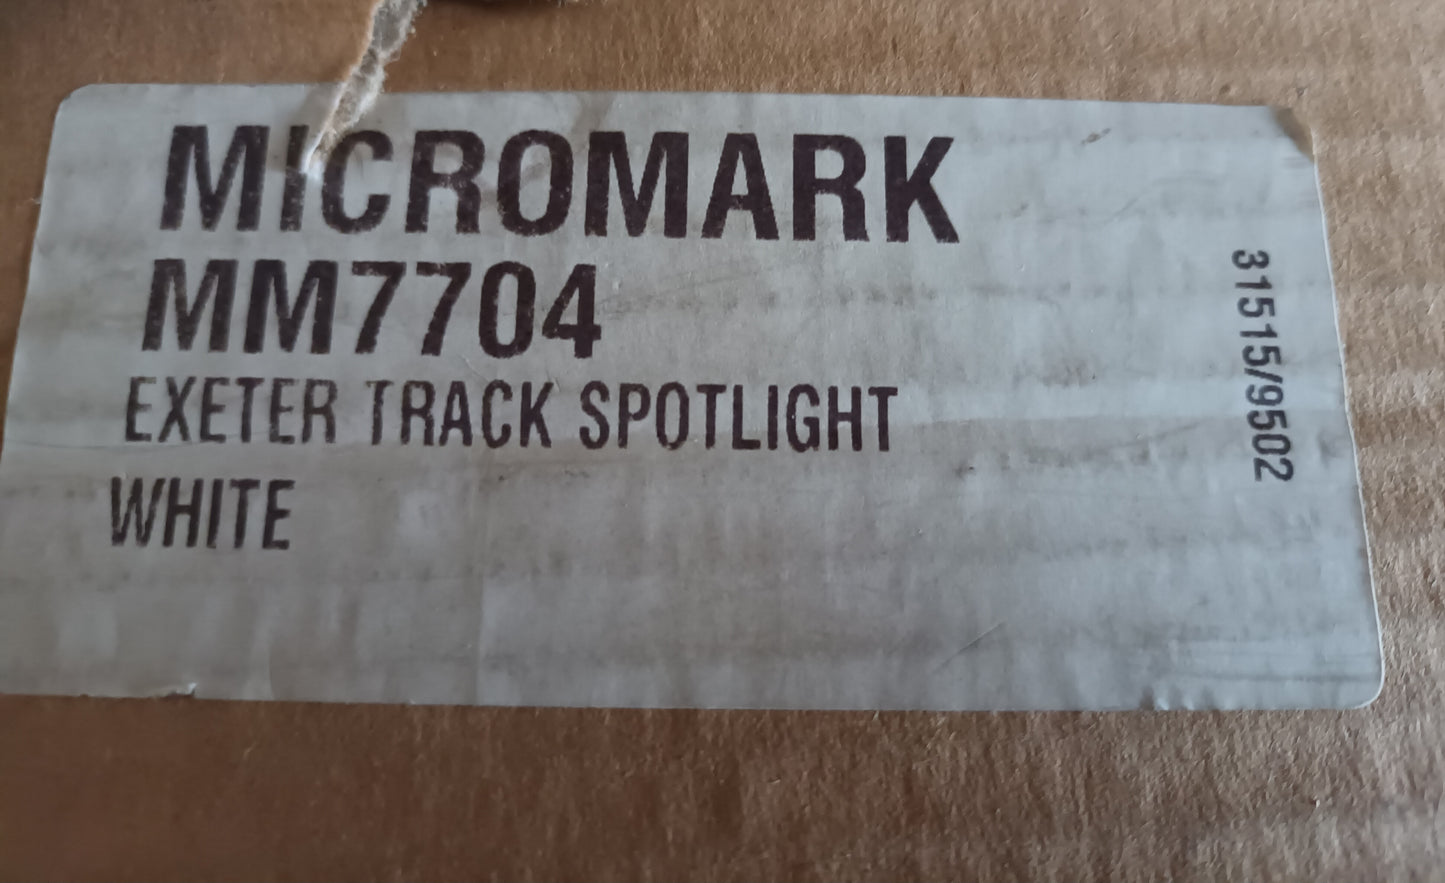 MICROMARK
MM7704
EXETER TRACK SPOTLIGHT
WHITE
31515/9502